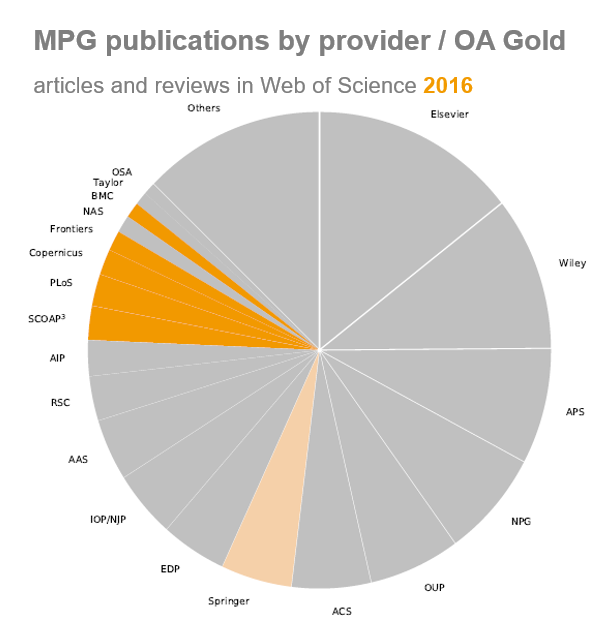 MPG publications by provider / OA Gold
articles and reviews in Web of Science 2016
Others
Elsevier
OSA
Taylor
BMC
NAS
Frontiers
Copernicus
Wiley
PLoS
SCOAP³
AIP
RSC
APS
AAS
IOP/NJP
NPG
EDP
OUP
Springer
ACS